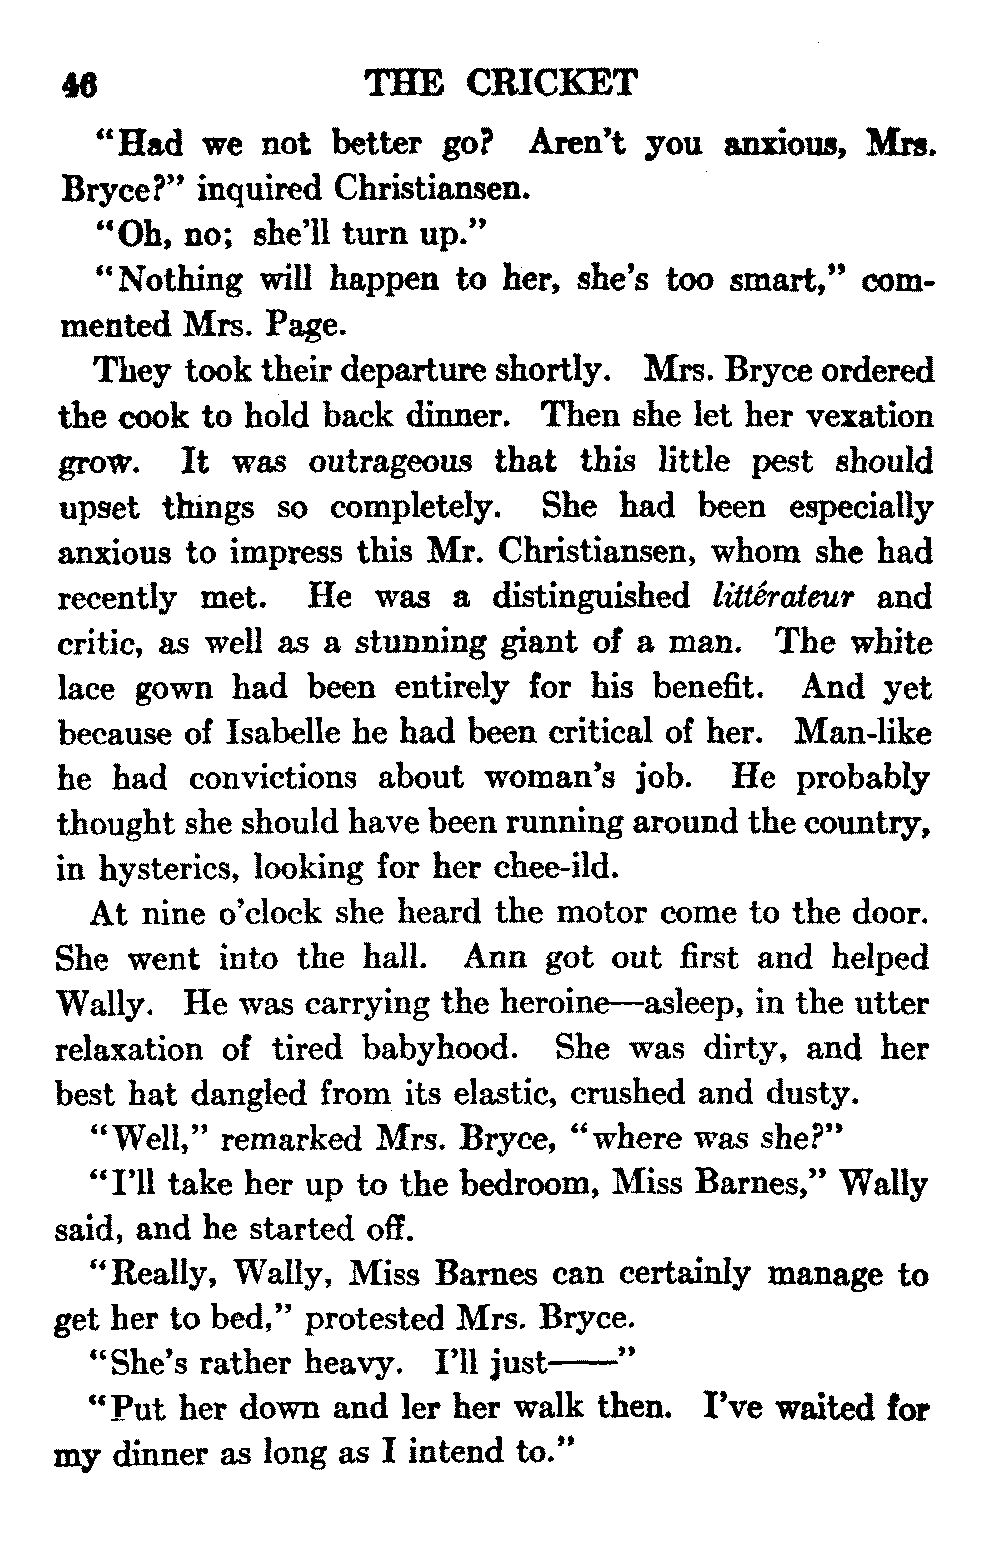 46 THE CRICKET
"Had we not better go? Aren't you anxious, Mrs.
Bryce?" inquired Christiansen.
"Oh, no; she'll turn up."
"Nothing will happen to her, she's too smart," com-
mented Mrs. Page.
They took their departure shortly. Mrs. Bryce ordered
the cook to hold back dinner. Then she let her vexation
grow. It was outrageous that this little pest should
upset things so completely. She had been especially
anxious to impress this Mr. Christiansen, whom she had
recently met. He was a distinguished littérateur and
critic, as well as a stunning giant of a man. The white
lace gown had been entirely for his benefit. And yet
because of Isabelle he had been critical of her. Man-like
he had convictions about woman's job. He probably
thought she should have been running around the country,
in hysterics, looking for her chee-ild.
At nine o'clock she heard the motor come to the door.
She went into the hall. Ann got out first and helped
Wally. He was carrying the heroine—asleep, in the utter
relaxation of tired babyhood. She was dirty, and her
best hat dangled from its elastic, crushed and dusty.
"Well," remarked Mrs. Bryce, "where was she?"
"I'll take her up to the bedroom, Miss Barnes," Wally
said, and he started off.
"Really, Wally, Miss Barnes can certainly manage to
get her to bed," protested Mrs. Bryce.
"She's rather heavy. I'll just——"
"Put her down and ler her walk then. I've waited for
my dinner as long as I intend to."